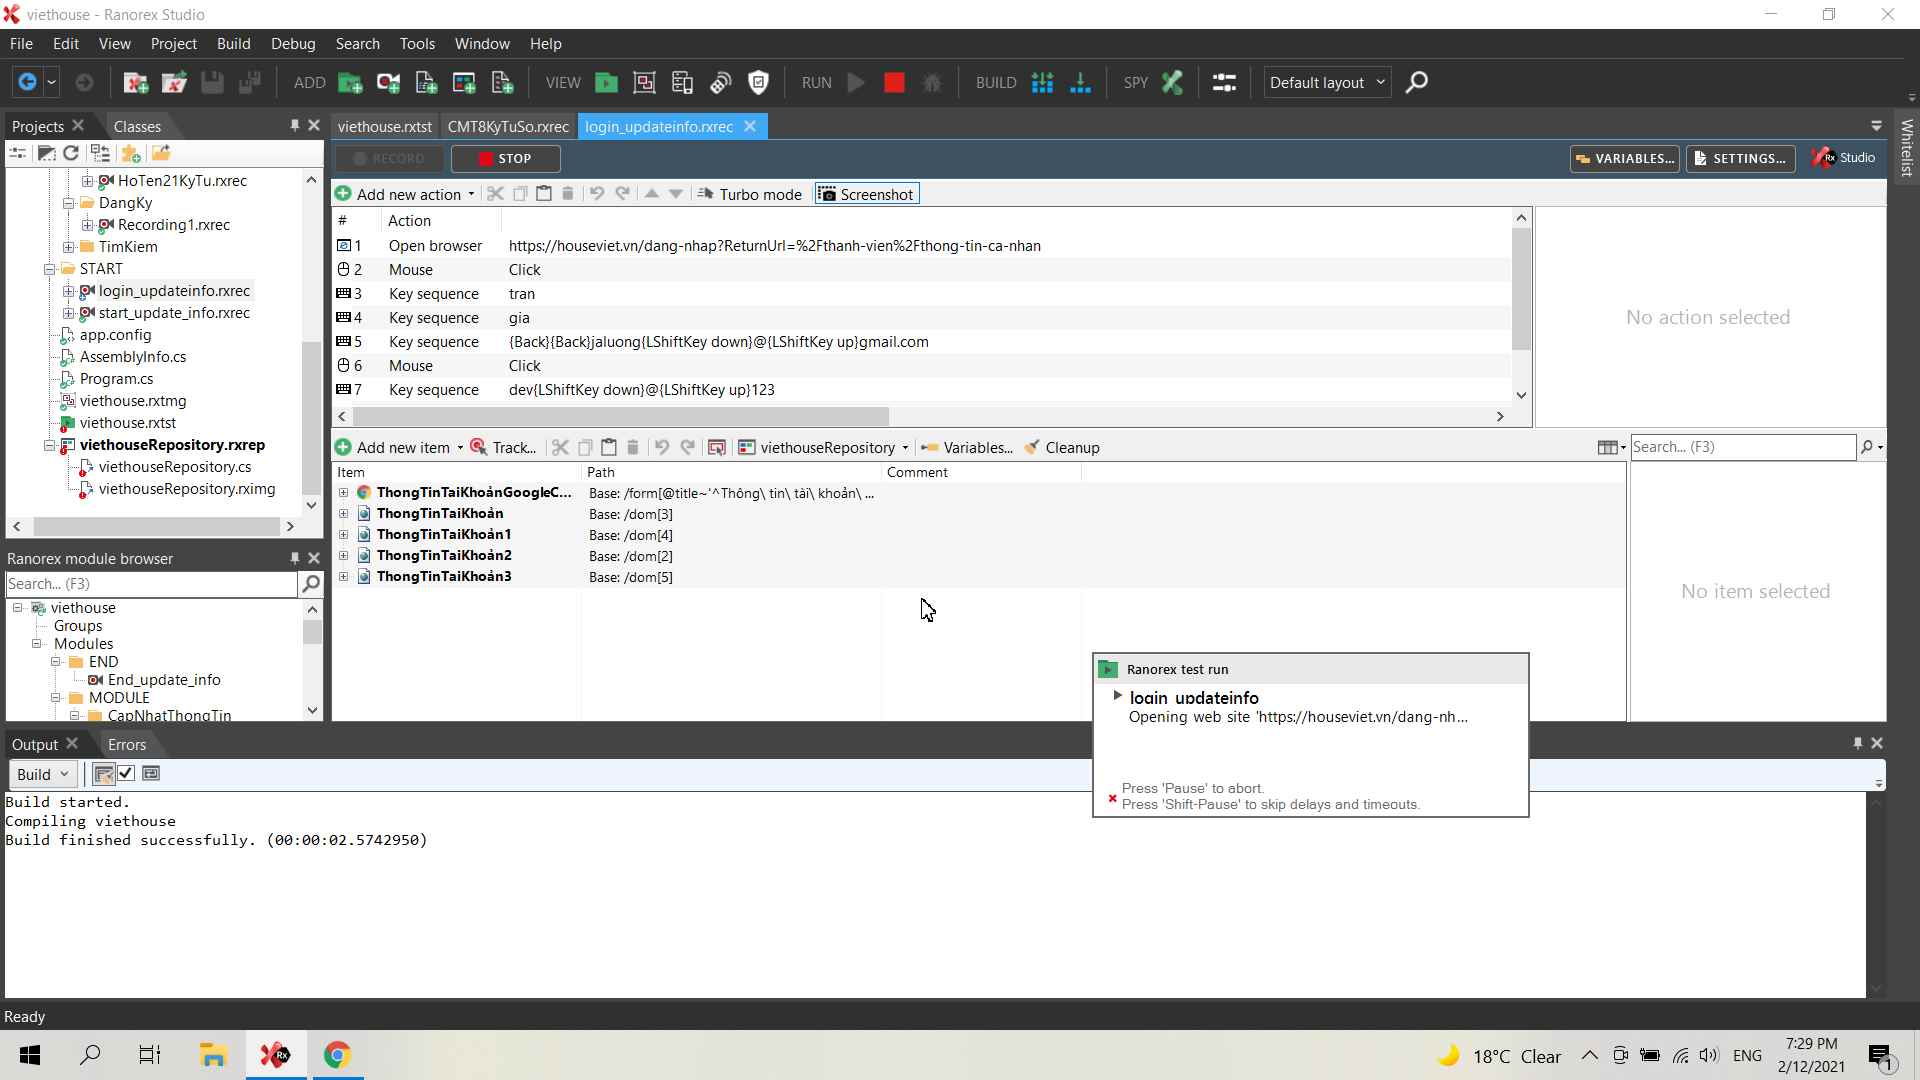 viethouse - Ranorex Studio
File Edit View Project Build Debug Search Tools Window Help
ADD VIEW RUN BUILD SPY Default layout
Projects Classes
viethouse.rxtst CMT8KyTuSo.rxrec login_updateinfo.rxrec
Whitelist
RECORD STOP VARIABLES... SETTINGS... Rx Studio
Add new action Turbo mode Screenshot
HoTen21KyTu.rxrec
DangKy
Recording1.rxrec
TimKiem
START
login_updateinfo.rxrec
start_update_info.rxrec
app.config
AssemblyInfo.cs
Program.cs
viethouse.rxtmg
viethouse.rxtst
viethouseRepository.rxrep
viethouseRepository.cs
viethouseRepository.rximg
# Action
1 Open browser https://houseviet.vn/dang-nhap?ReturnUrl=%2Fthanh-vien%2Fthong-tin-ca-nhan
2 Mouse Click
3 Key sequence tran
4 Key sequence gia
5 Key sequence {Back}{Back}jaluong{LShiftKey down}@{LShiftKey up}gmail.com
6 Mouse Click
7 Key sequence dev{LShiftKey down}@{LShiftKey up}123
No action selected
Add new item Track... viethouseRepository Variables... Cleanup Search... (F3)
Item Path Comment
ThongTinTaiKhoảnGoogleC... Base: /form[@title~'^Thông\ tin\ tài\ khoản\ ...
ThongTinTaiKhoản Base: /dom[3]
ThongTinTaiKhoản1 Base: /dom[4]
ThongTinTaiKhoản2 Base: /dom[2]
ThongTinTaiKhoản3 Base: /dom[5]
No item selected
Ranorex module browser
Search... (F3)
viethouse
Groups
Modules
END
End_update_info
MODULE
CapNhatThongTin
Ranorex test run
login_updateinfo
Opening web site 'https://houseviet.vn/dang-nh...
Press 'Pause' to abort.
Press 'Shift-Pause' to skip delays and timeouts.
Output Errors
Build
Build started.
Compiling viethouse
Build finished successfully. (00:00:02.5742950)
Ready
Rx
18°C Clear ENG
7:29 PM
2/12/2021
1